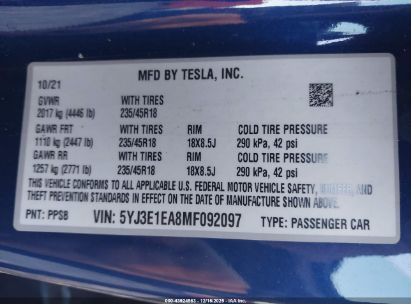 MFD BY TESLA, INC.
10/21
GVWR WITH TIRES
2017 kg (4446 lb) 235/45R18
GAWR FRT WITH TIRES RIM COLD TIRE PRESSURE
1110 kg (2447 lb) 235/45R18 18X8.5J 290 kPa, 42 psi
GAWR RR WITH TIRES RIM COLD TIRE PRESSURE
1257 kg (2771 lb) 235/45R18 18X8.5J 290 kPa, 42 psi
THIS VEHICLE CONFORMS TO ALL APPLICABLE U.S. FEDERAL MOTOR VEHICLE SAFETY, BUMPER, AND
THEFT PREVENTION STANDARDS IN EFFECT ON THE DATE OF MANUFACTURE SHOWN ABOVE.
PNT: PPSB VIN: 5YJ3E1EA8MF092097 TYPE: PASSENGER CAR